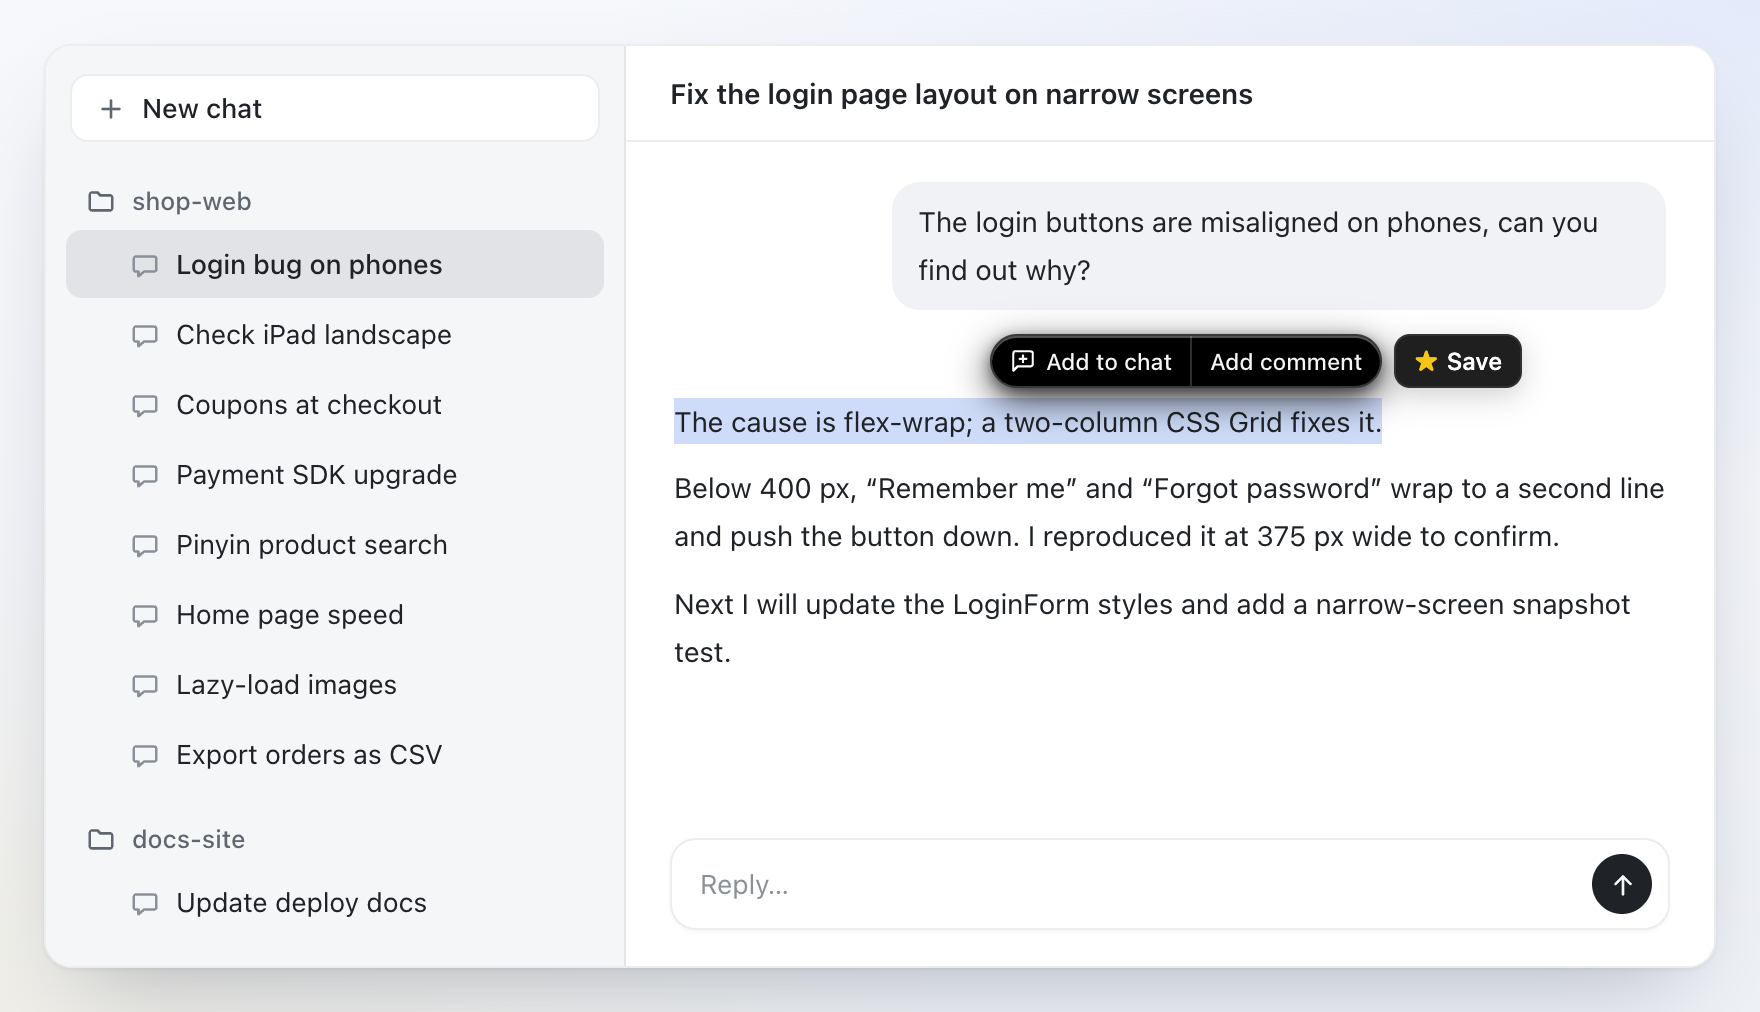 New chat
shop-web
Login bug on phones
Check iPad landscape
Coupons at checkout
Payment SDK upgrade
Pinyin product search
Home page speed
Lazy-load images
Export orders as CSV
docs-site
Update deploy docs
Fix the login page layout on narrow screens
The login buttons are misaligned on phones, can you
find out why?
Add to chat
Add comment
Save
The cause is flex-wrap; a two-column CSS Grid fixes it.
Below 400 px, “Remember me” and “Forgot password” wrap to a second line
and push the button down. I reproduced it at 375 px wide to confirm.
Next I will update the LoginForm styles and add a narrow-screen snapshot
test.
Reply...